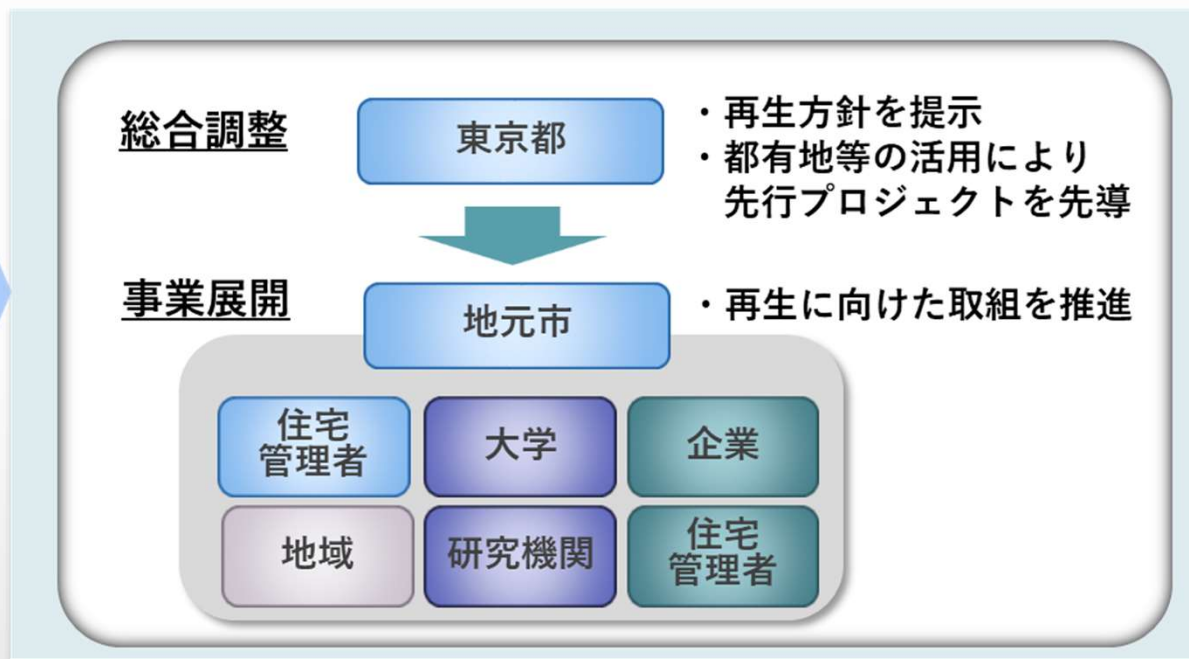 総合調整
東京都
・再生方針を提示
・都有地等の活用により
先行プロジェクトを先導
事業展開
地元市
・再生に向けた取組を推進
住宅
管理者
大学
企業
地域
研究機関
住宅
管理者